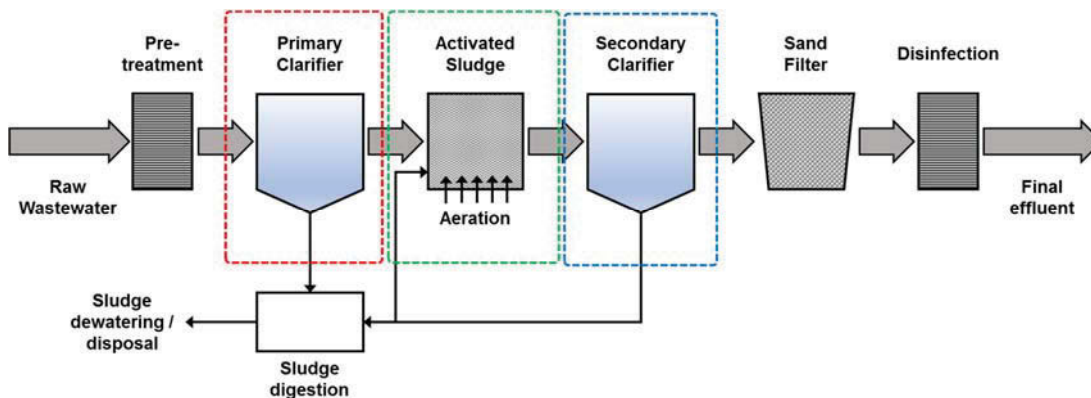 Pre-
treatment
Primary
Clarifier
Activated
Sludge
Secondary
Clarifier
Sand
Filter
Disinfection
Raw
Wastewater
Aeration
Final
effluent
Sludge
dewatering /
disposal
Sludge
digestion